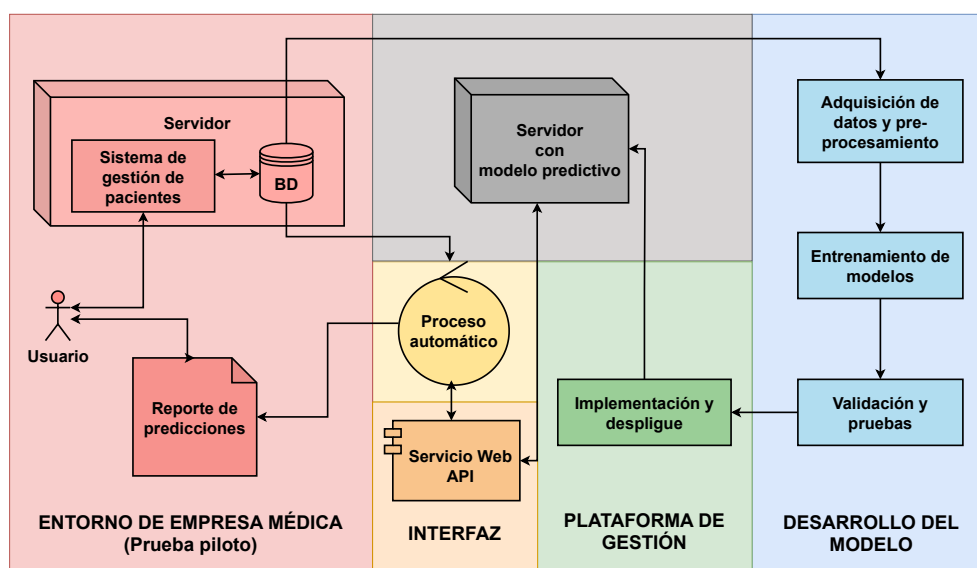 Servidor
Sistema de
gestión de
pacientes
BD
Usuario
Reporte de
predicciones
ENTORNO DE EMPRESA MÉDICA
(Prueba piloto)
Servidor
con
modelo predictivo
Proceso
automático
Servicio Web
API
INTERFAZ
Implementación y
despligue
PLATAFORMA DE
GESTIÓN
Adquisición de
datos y pre-
procesamiento
Entrenamiento de
modelos
Validación y
pruebas
DESARROLLO DEL
MODELO